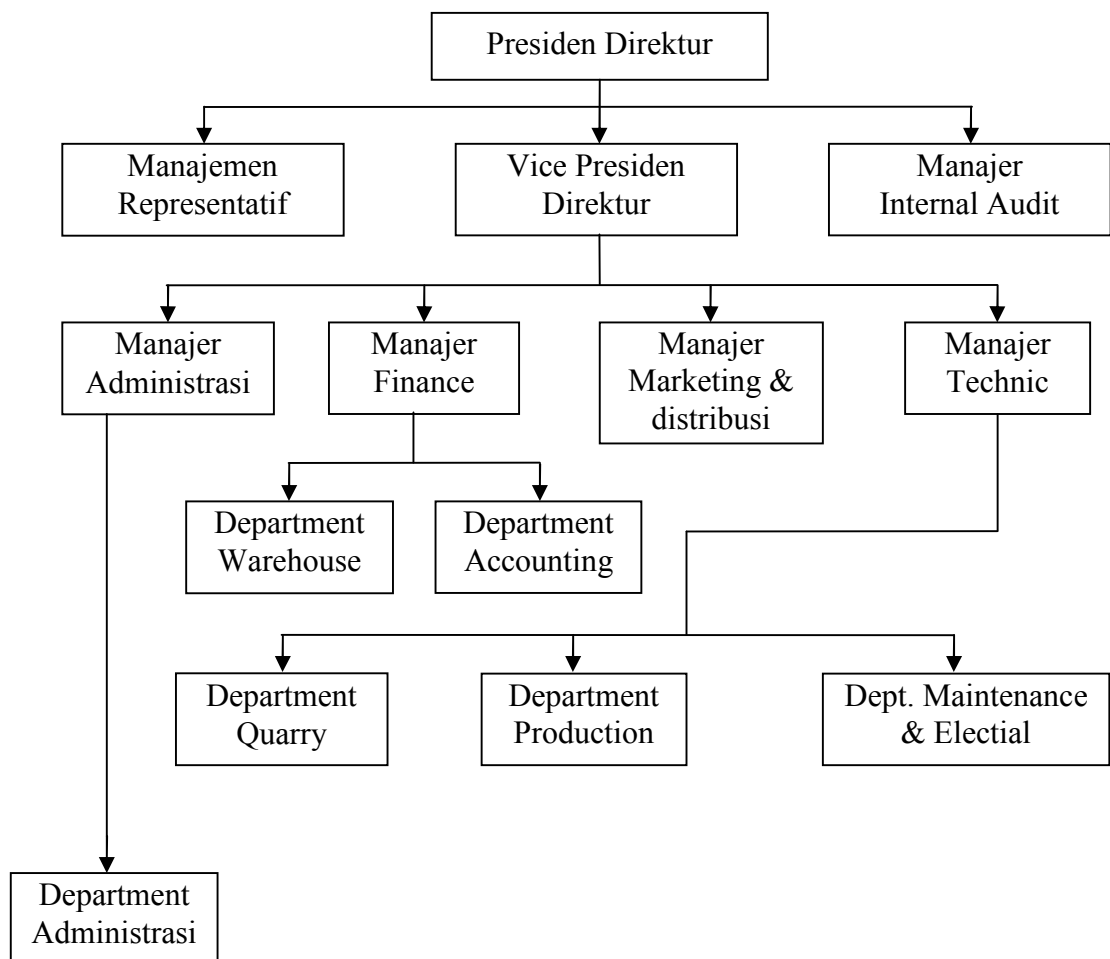 Presiden Direktur
Manajemen
Representatif
Vice Presiden
Direktur
Manajer
Internal Audit
Manajer
Administrasi
Manajer
Finance
Manajer
Marketing &
distribusi
Manajer
Technic
Department
Warehouse
Department
Accounting
Department
Quarry
Department
Production
Dept. Maintenance
& Electial
Department
Administrasi